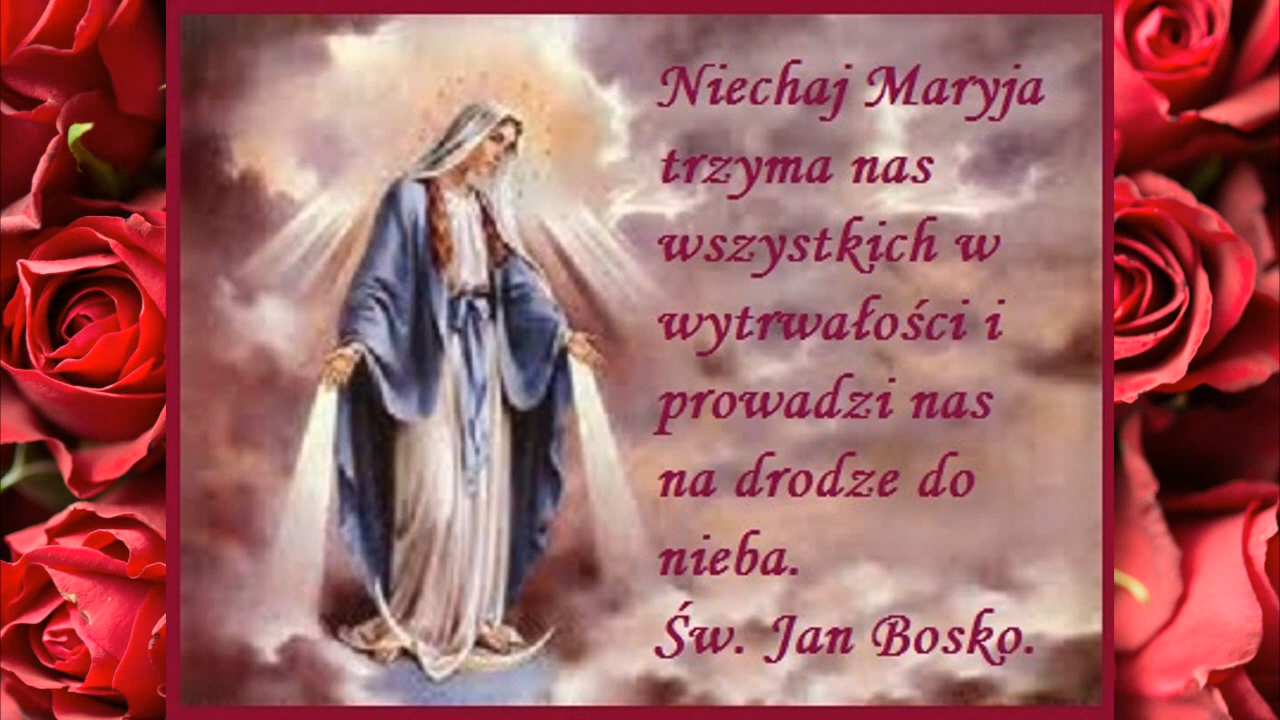 Niechaj Maryja
trzyma nas
wszystkich w
wytrwałości i
prowadzi nas
na drodze do
nieba.
Św. Jan Bosko.